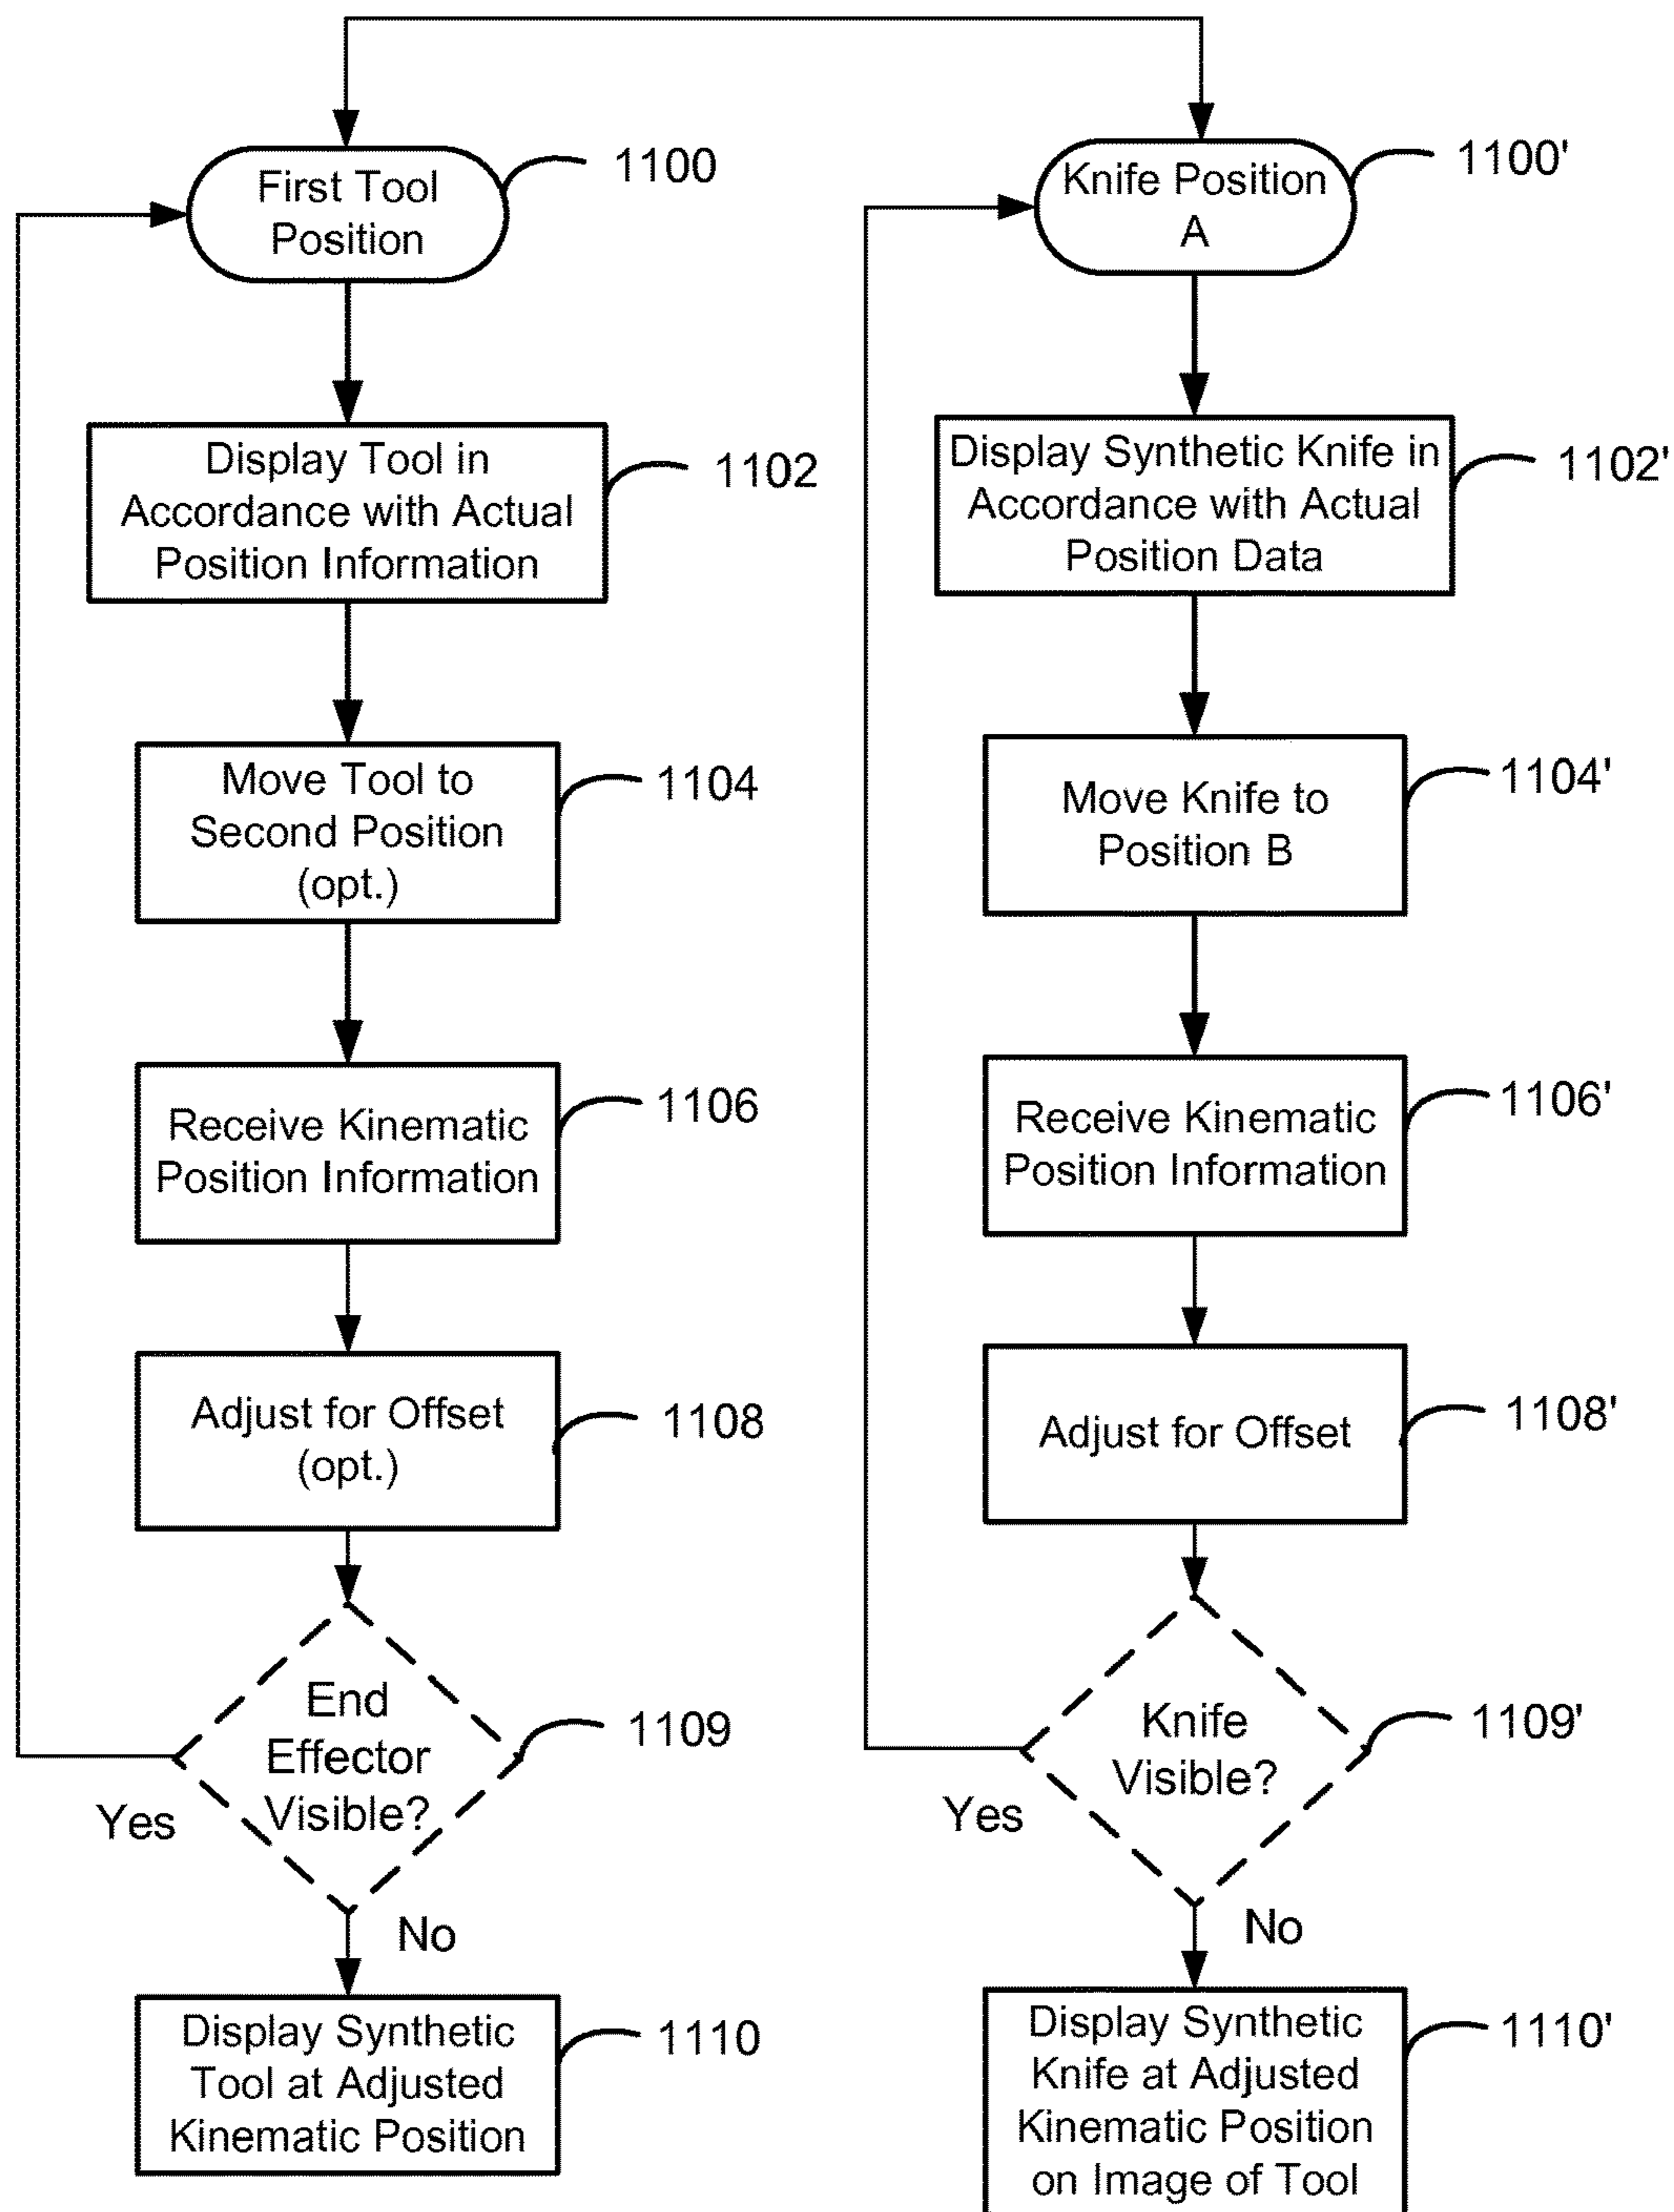 First Tool
Position
1100
Display Tool in
Accordance with Actual
Position Information
1102
Move Tool to
Second Position
(opt.)
1104
Receive Kinematic
Position Information
1106
Adjust for Offset
(opt.)
1108
End
Effector
Visible?
1109
Yes
No
Display Synthetic
Tool at Adjusted
Kinematic Position
1110
Knife Position
A
1100'
Display Synthetic Knife in
Accordance with Actual
Position Data
1102'
Move Knife to
Position B
1104'
Receive Kinematic
Position Information
1106'
Adjust for Offset
1108'
Knife
Visible?
1109'
Yes
No
Display Synthetic
Knife at Adjusted
Kinematic Position
on Image of Tool
1110'